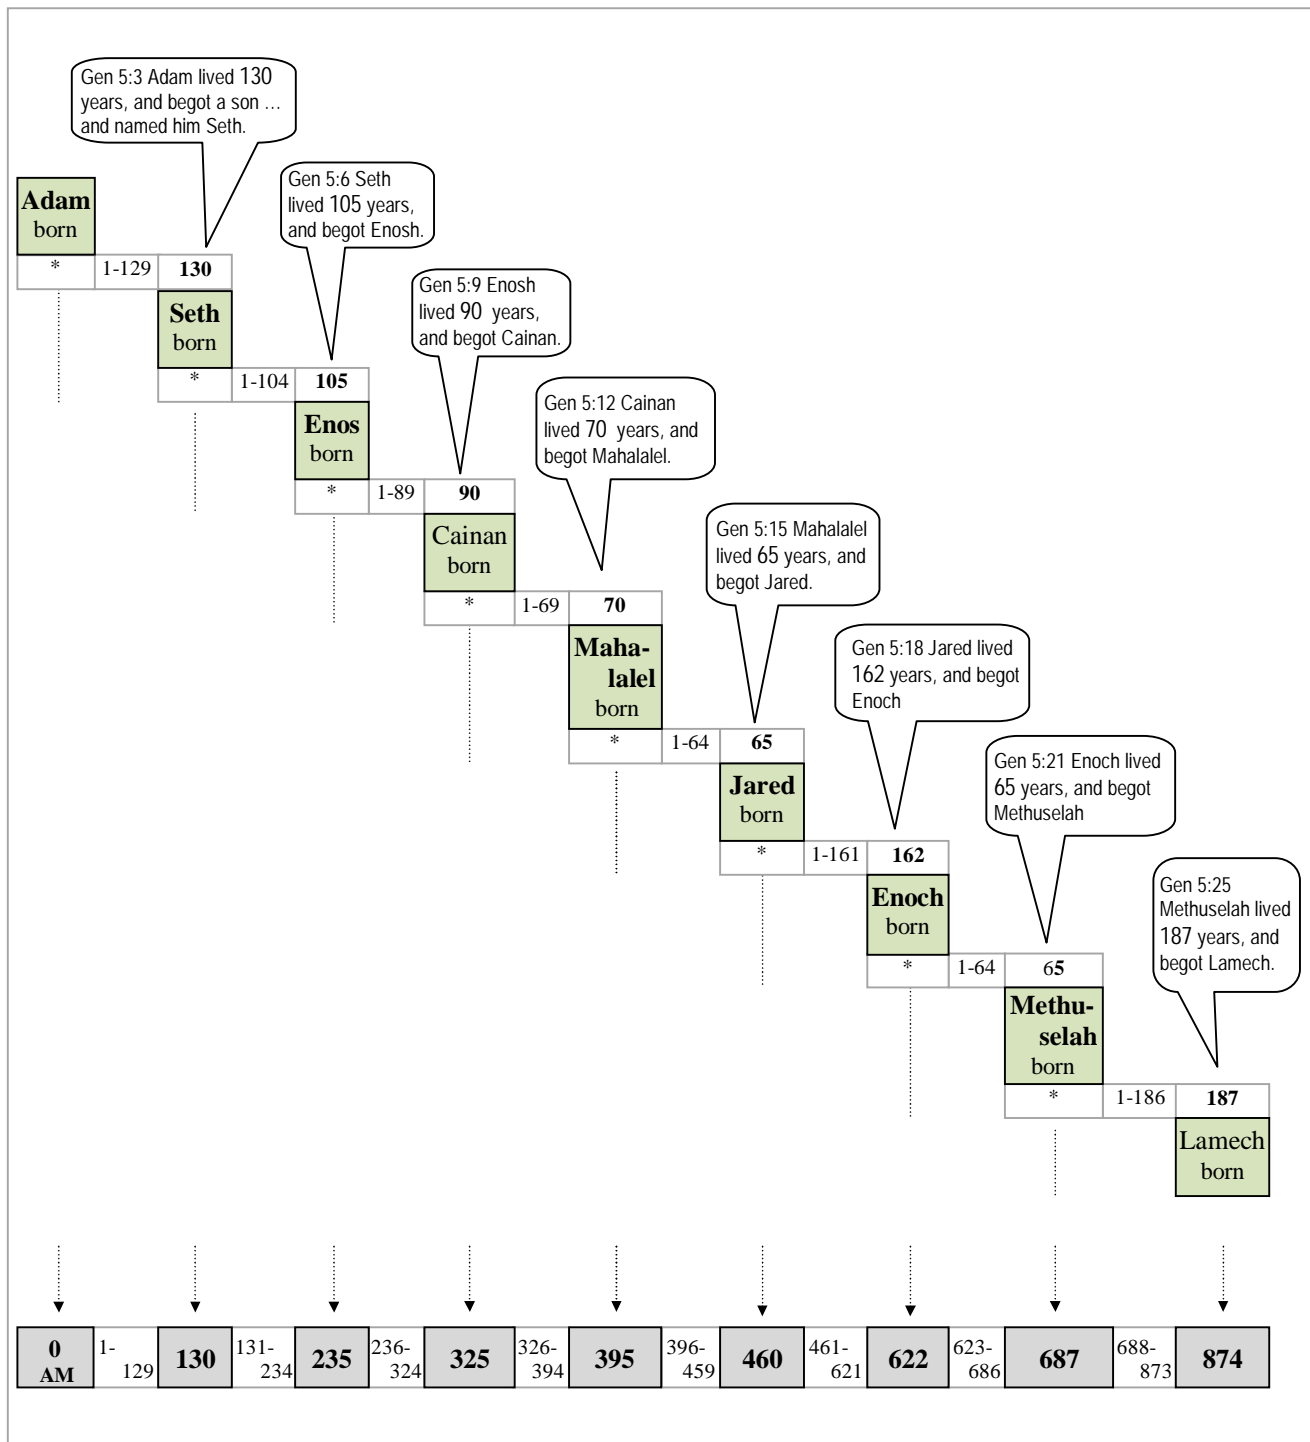 Gen 5:3 Adam lived 130
years, and begot a son …
and named him Seth.
Gen 5:6 Seth
lived 105 years,
and begot Enosh.
Adam
born
* 1-129 130
Gen 5:9 Enosh
lived 90 years,
and begot Cainan.
Seth
born
* 1-104 105
Gen 5:12 Cainan
lived 70 years, and
begot Mahalalel.
Enos
born
* 1-89 90
Gen 5:15 Mahalalel
lived 65 years, and
begot Jared.
Cainan
born
* 1-69 70
Gen 5:18 Jared lived
162 years, and begot
Enoch
Maha-
lalel
born
* 1-64 65
Gen 5:21 Enoch lived
65 years, and begot
Methuselah
Jared
born
* 1-161 162
Gen 5:25
Methuselah lived
187 years, and
begot Lamech.
Enoch
born
* 1-64 65
Methu-
selah
born
* 1-186 187
Lamech
born
0
AM
1-
129
130
131-
234
235
236-
324
325
326-
394
395
396-
459
460
461-
621
622
623-
686
687
688-
873
874